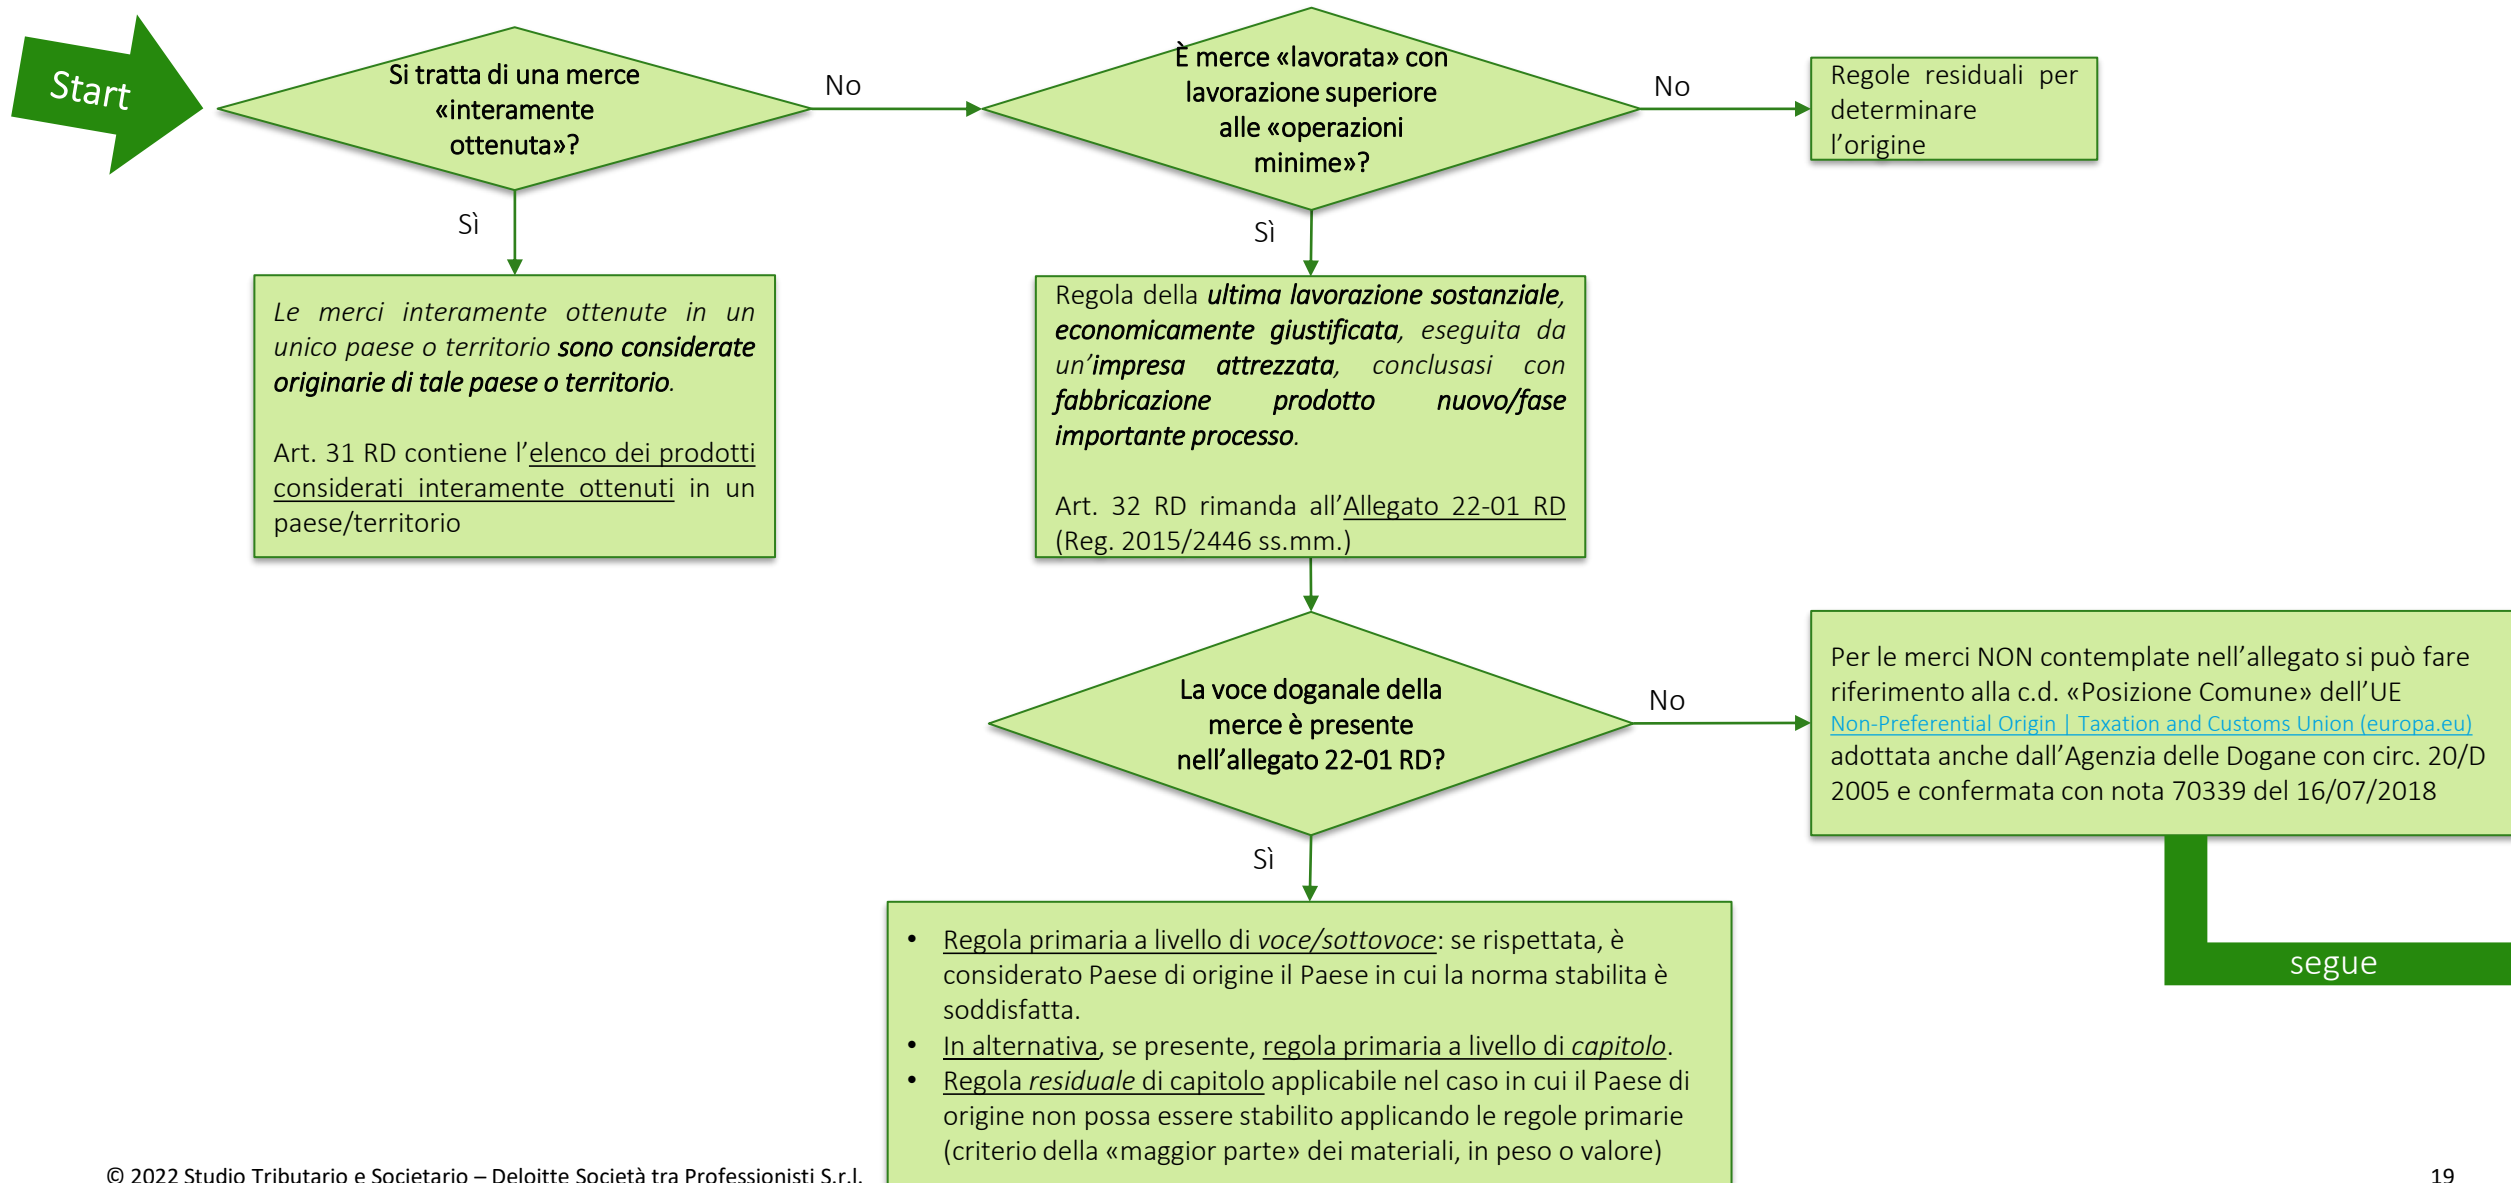 Start
Si tratta di una merce
«interamente
ottenuta»?
No
È merce «lavorata» con
lavorazione superiore
alle «operazioni
minime»?
No
Regole residuali per
determinare
l’origine
Sì
Sì
Le merci interamente ottenute in un
unico paese o territorio sono considerate
originarie di tale paese o territorio.
Art. 31 RD contiene l’elenco dei prodotti
considerati interamente ottenuti in un
paese/territorio
Regola della ultima lavorazione sostanziale,
economicamente giustificata, eseguita da
un’impresa attrezzata, conclusasi con
fabbricazione prodotto nuovo/fase
importante processo.
Art. 32 RD rimanda all’Allegato 22-01 RD
(Reg. 2015/2446 ss.mm.)
La voce doganale della
merce è presente
nell’allegato 22-01 RD?
No
Per le merci NON contemplate nell’allegato si può fare
riferimento alla c.d. «Posizione Comune» dell’UE
Non-Preferential Origin | Taxation and Customs Union (europa.eu)
adottata anche dall’Agenzia delle Dogane con circ. 20/D
2005 e confermata con nota 70339 del 16/07/2018
Sì
segue
• Regola primaria a livello di voce/sottovoce: se rispettata, è
considerato Paese di origine il Paese in cui la norma stabilita è
soddisfatta.
• In alternativa, se presente, regola primaria a livello di capitolo.
• Regola residuale di capitolo applicabile nel caso in cui il Paese di
origine non possa essere stabilito applicando le regole primarie
(criterio della «maggior parte» dei materiali, in peso o valore)
© 2022 Studio Tributario e Societario – Deloitte Società tra Professionisti S.r.l.
19